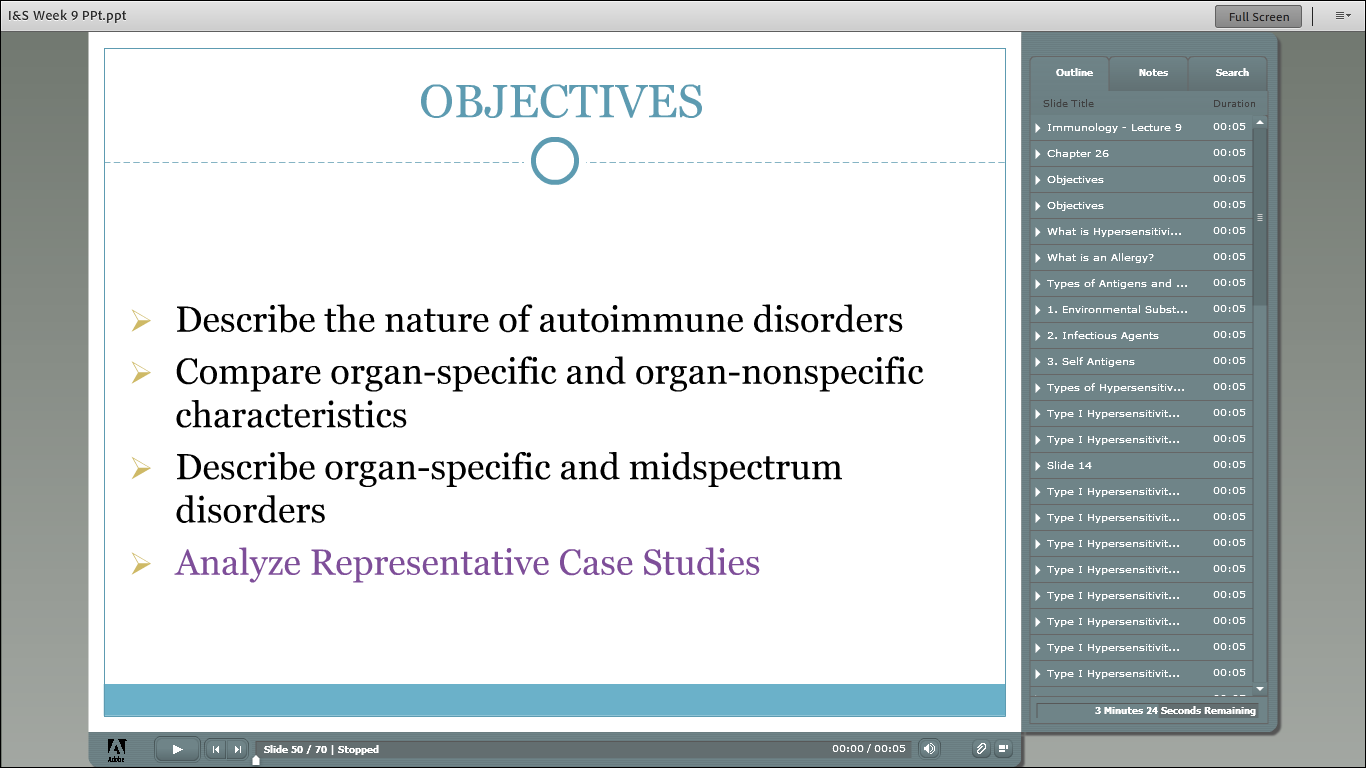 I&S Week 9 PPt.ppt
Full Screen
OBJECTIVES
Describe the nature of autoimmune disorders
Compare organ-specific and organ-nonspecific
characteristics
Describe organ-specific and midspectrum
disorders
Analyze Representative Case Studies
Outline Notes Search
Slide Title Duration
Immunology - Lecture 9 00:05
Chapter 26 00:05
Objectives 00:05
Objectives 00:05
What is Hypersensitivi... 00:05
What is an Allergy? 00:05
Types of Antigens and ... 00:05
1. Environmental Subst... 00:05
2. Infectious Agents 00:05
3. Self Antigens 00:05
Types of Hypersensitiv... 00:05
Type I Hypersensitivit... 00:05
Type I Hypersensitivit... 00:05
Slide 14 00:05
Type I Hypersensitivit... 00:05
Type I Hypersensitivit... 00:05
Type I Hypersensitivit... 00:05
Type I Hypersensitivit... 00:05
Type I Hypersensitivit... 00:05
Type I Hypersensitivit... 00:05
Type I Hypersensitivit... 00:05
Type I Hypersensitivit... 00:05
3 Minutes 24 Seconds Remaining
Adobe
Slide 50 / 70 | Stopped
00:00 / 00:05